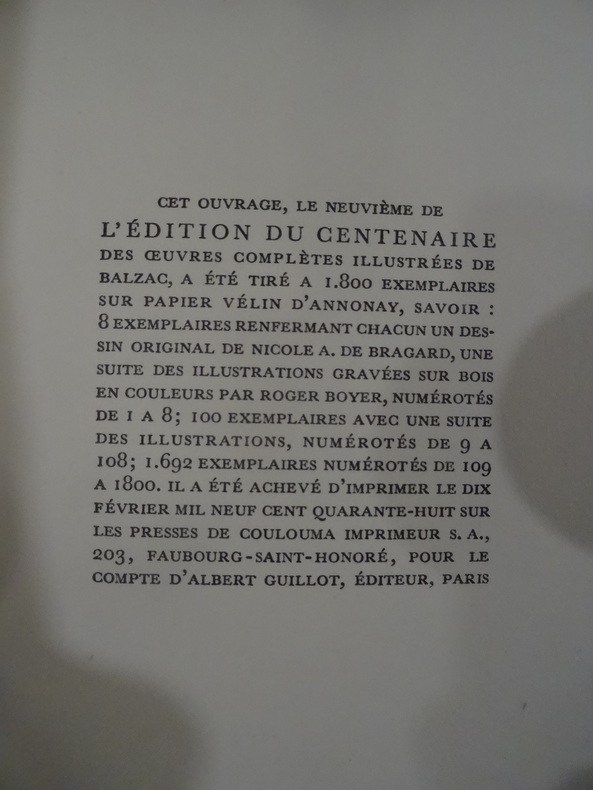 CET OUVRAGE, LE NEUVIÈME DE
L'ÉDITION DU CENTENAIRE
DES ŒUVRES COMPLÈTES ILLUSTRÉES DE
BALZAC, A ÉTÉ TIRÉ A 1.800 EXEMPLAIRES
SUR PAPIER VÉLIN D'ANNONAY, SAVOIR :
8 EXEMPLAIRES RENFERMANT CHACUN UN DES-
SIN ORIGINAL DE NICOLE A. DE BRAGARD, UNE
SUITE DES ILLUSTRATIONS GRAVÉES SUR BOIS
EN COULEURS PAR ROGER BOYER, NUMÉROTÉS
DE 1 A 8; 100 EXEMPLAIRES AVEC UNE SUITE
DES ILLUSTRATIONS, NUMÉROTÉS DE 9 A
108; 1.692 EXEMPLAIRES NUMÉROTÉS DE 109
A 1800. IL A ÉTÉ ACHEVÉ D'IMPRIMER LE DIX
FÉVRIER MIL NEUF CENT QUARANTE-HUIT SUR
LES PRESSES DE COULOUMA IMPRIMEUR S. A.,
203, FAUBOURG-SAINT-HONORÉ, POUR LE
COMPTE D'ALBERT GUILLOT, ÉDITEUR, PARIS